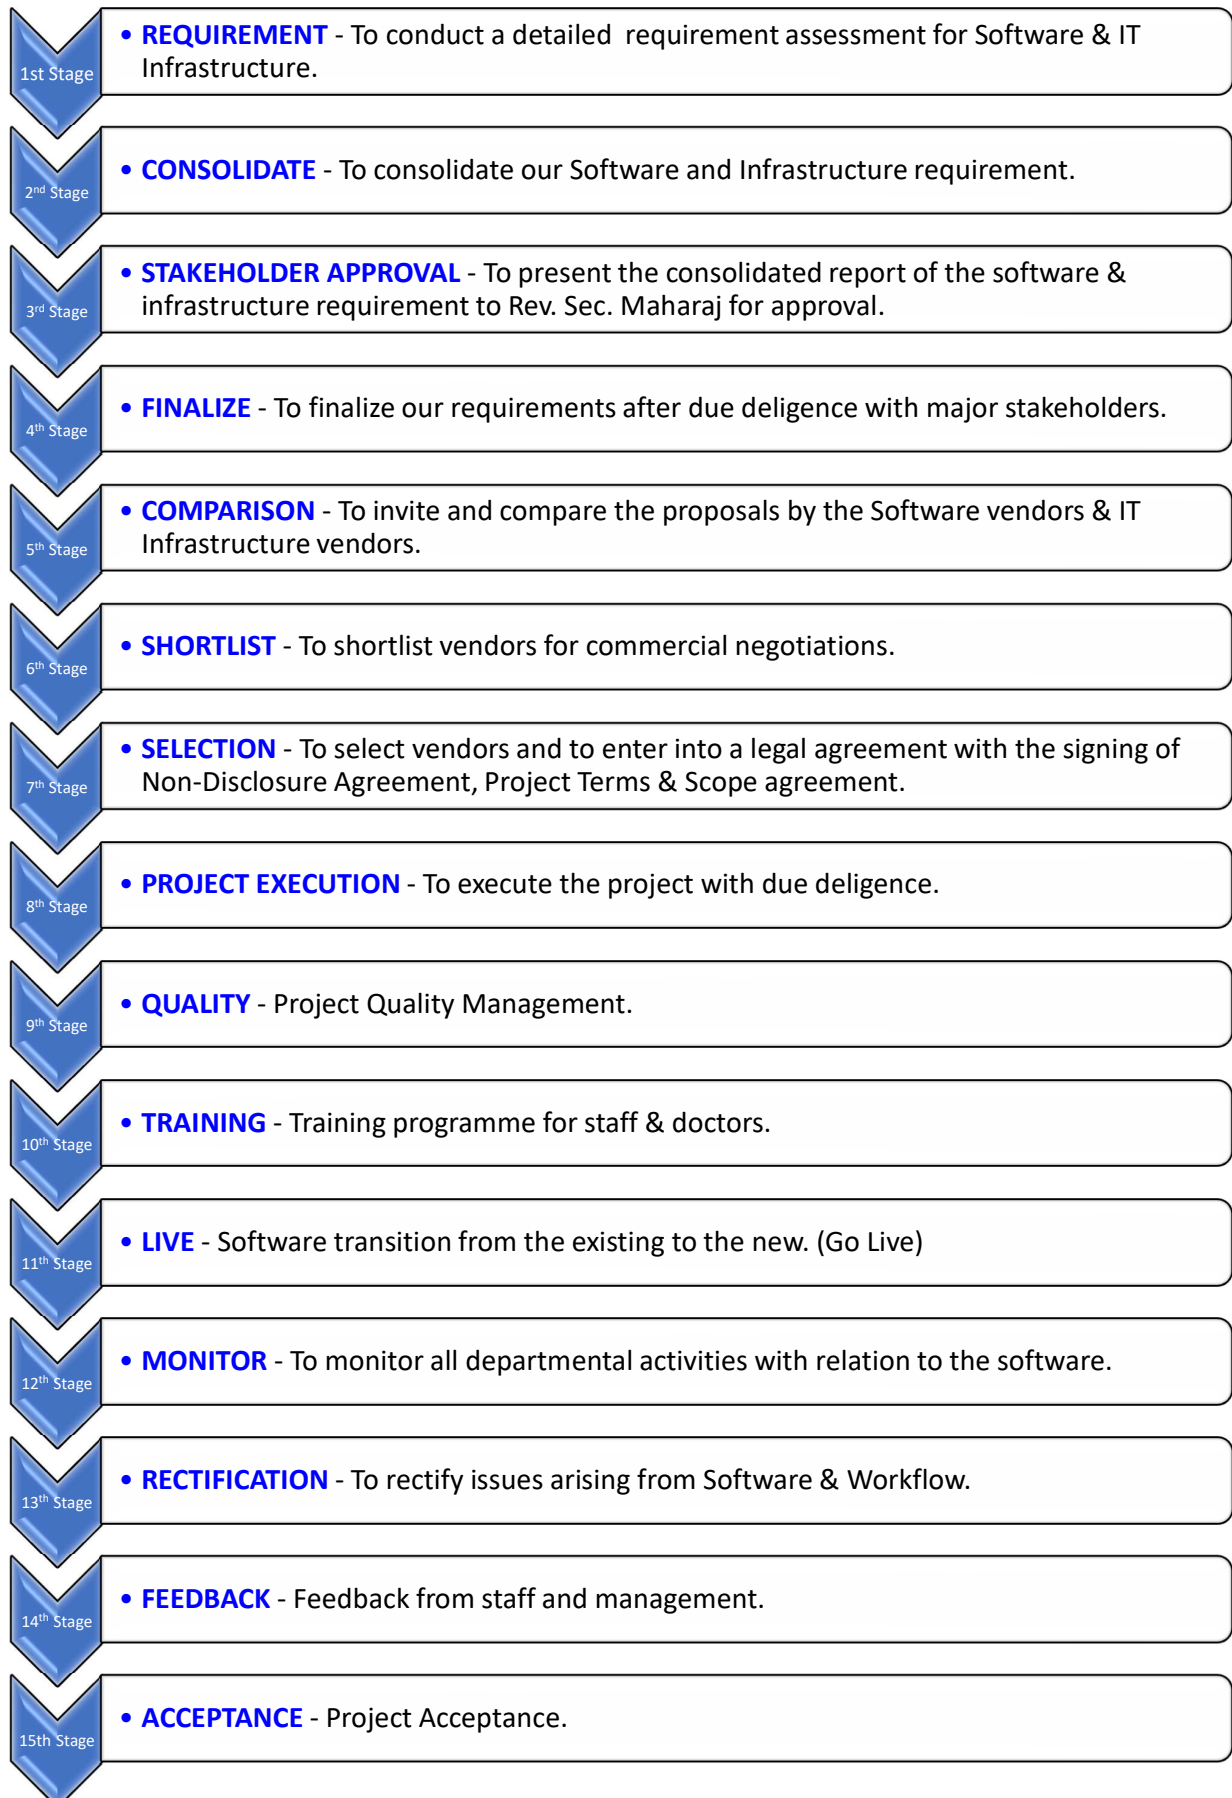 1st Stage
• REQUIREMENT - To conduct a detailed  requirement assessment for Software & IT
Infrastructure.
2nd Stage
• CONSOLIDATE - To consolidate our Software and Infrastructure requirement.
3rd Stage
• STAKEHOLDER APPROVAL - To present the consolidated report of the software &
infrastructure requirement to Rev. Sec. Maharaj for approval.
4th Stage
• FINALIZE - To finalize our requirements after due deligence with major stakeholders.
5th Stage
• COMPARISON - To invite and compare the proposals by the Software vendors & IT
Infrastructure vendors.
6th Stage
• SHORTLIST - To shortlist vendors for commercial negotiations.
7th Stage
• SELECTION - To select vendors and to enter into a legal agreement with the signing of
Non-Disclosure Agreement, Project Terms & Scope agreement.
8th Stage
• PROJECT EXECUTION - To execute the project with due deligence.
9th Stage
• QUALITY - Project Quality Management.
10th Stage
• TRAINING - Training programme for staff & doctors.
11th Stage
• LIVE - Software transition from the existing to the new. (Go Live)
12th Stage
• MONITOR - To monitor all departmental activities with relation to the software.
13th Stage
• RECTIFICATION - To rectify issues arising from Software & Workflow.
14th Stage
• FEEDBACK - Feedback from staff and management.
15th Stage
• ACCEPTANCE - Project Acceptance.